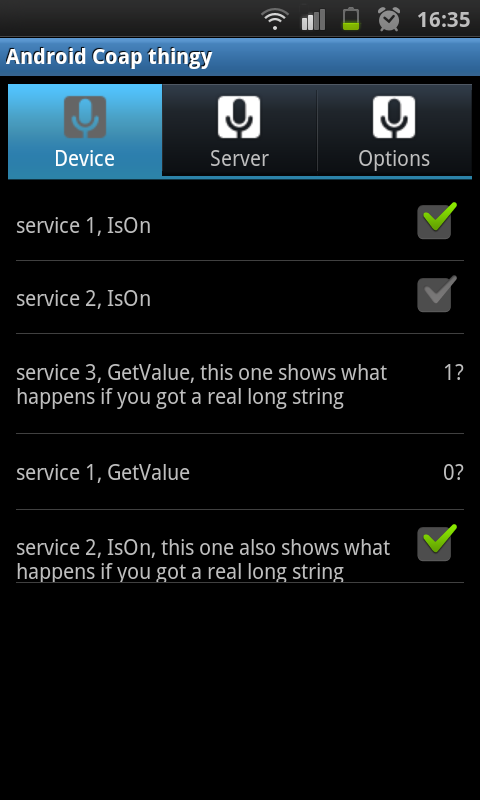 16:35
Android Coap thingy
Device Server Options
service 1, IsOn
service 2, IsOn
service 3, GetValue, this one shows what 1?
happens if you got a real long string
service 1, GetValue 0?
service 2, IsOn, this one also shows what
happens if you got a real long string